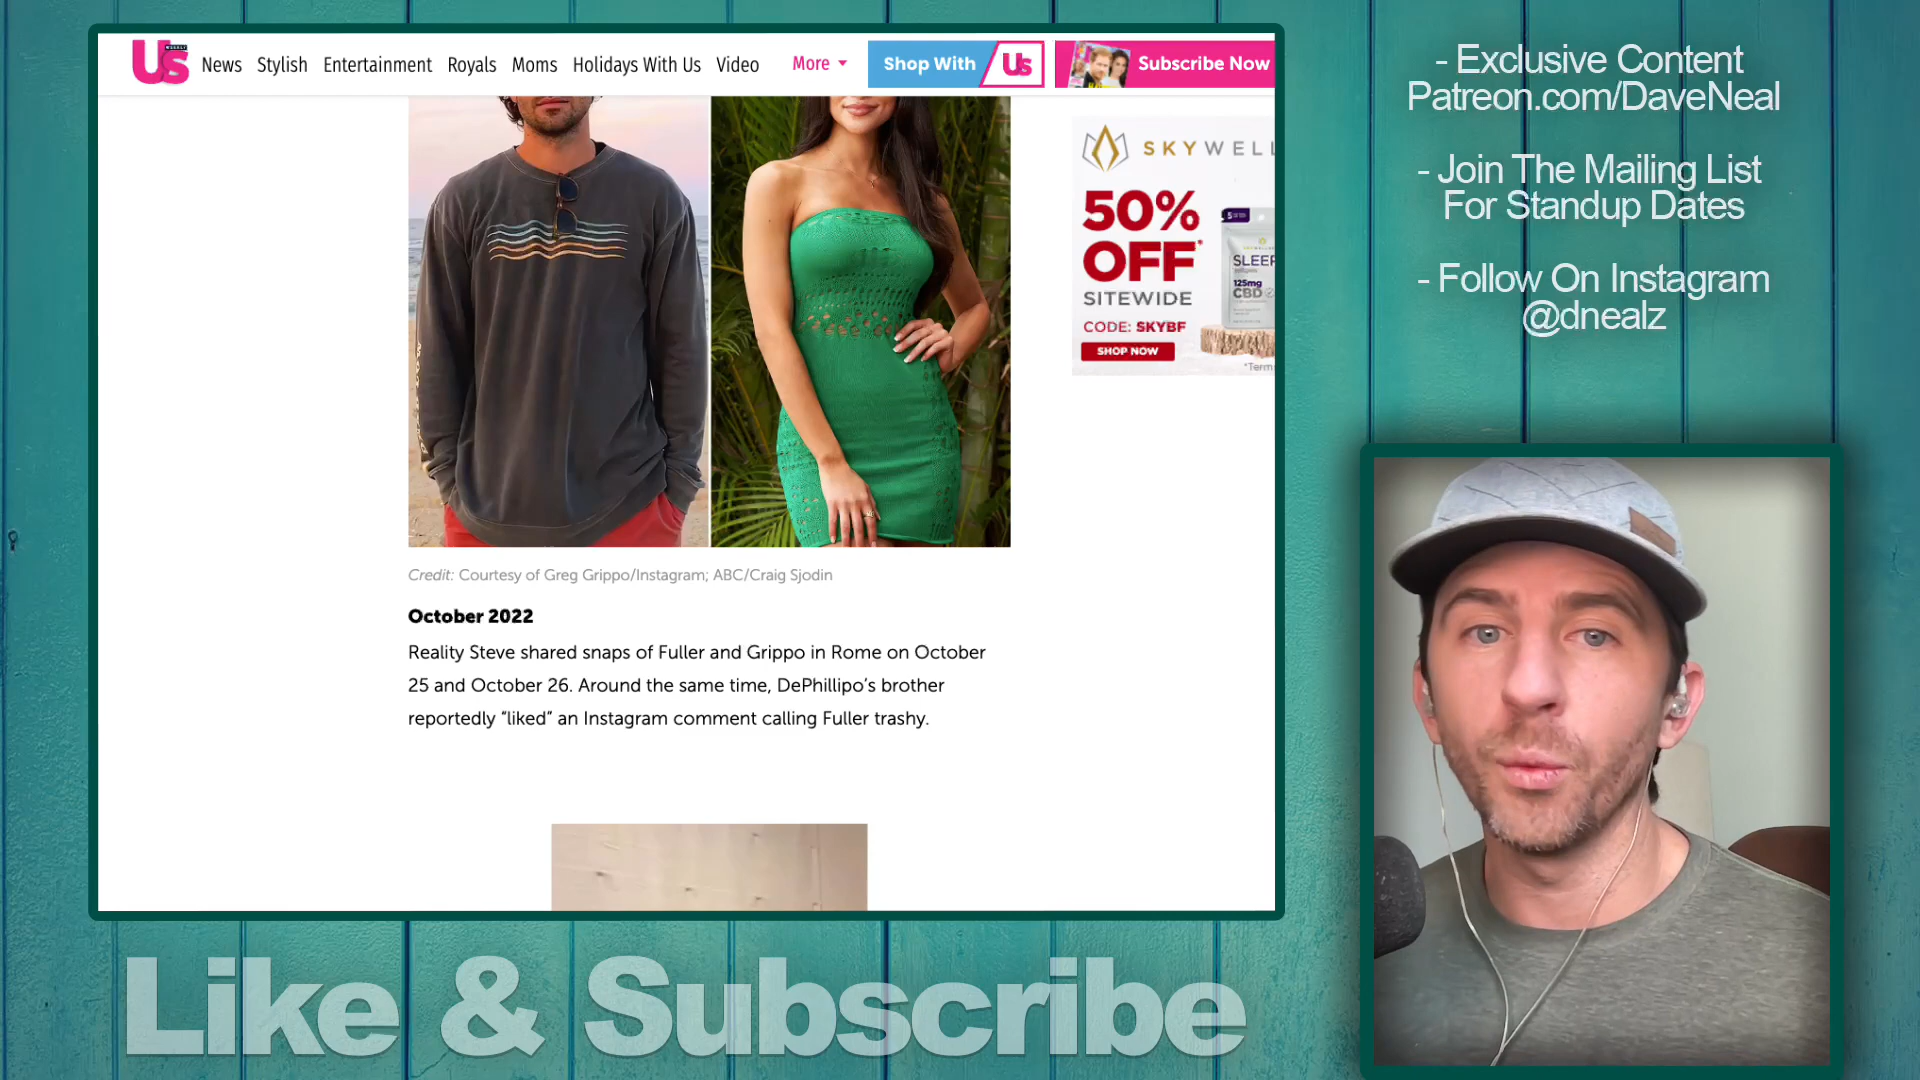 Us WEEKLY News Stylish Entertainment Royals Moms Holidays With Us Video More Shop With Us Subscribe Now
SKYWELL
50%
OFF*
SITEWIDE
CODE: SKYBF
SHOP NOW
SLEEP
125mg
CBD
*Term
Credit: Courtesy of Greg Grippo/Instagram; ABC/Craig Sjodin
October 2022
Reality Steve shared snaps of Fuller and Grippo in Rome on October
25 and October 26. Around the same time, DePhillipo’s brother
reportedly “liked” an Instagram comment calling Fuller trashy.
- Exclusive Content
Patreon.com/DaveNeal
- Join The Mailing List
For Standup Dates
- Follow On Instagram
@dnealz
Like & Subscribe